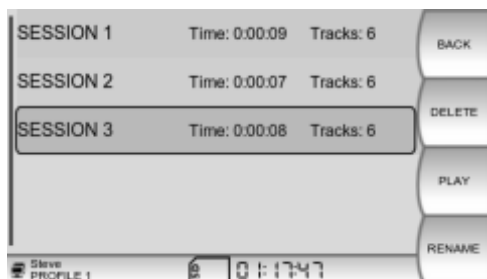 SESSION 1 Time: 0:00:09 Tracks: 6 BACK
SESSION 2 Time: 0:00:07 Tracks: 6
DELETE
SESSION 3 Time: 0:00:08 Tracks: 6
PLAY
RENAME
Steve
PROFILE 1 01:17:47